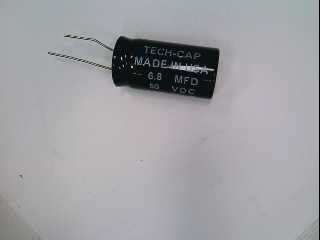 TECH-CAP
MADE IN USA
6.8 MFD
50 VDC